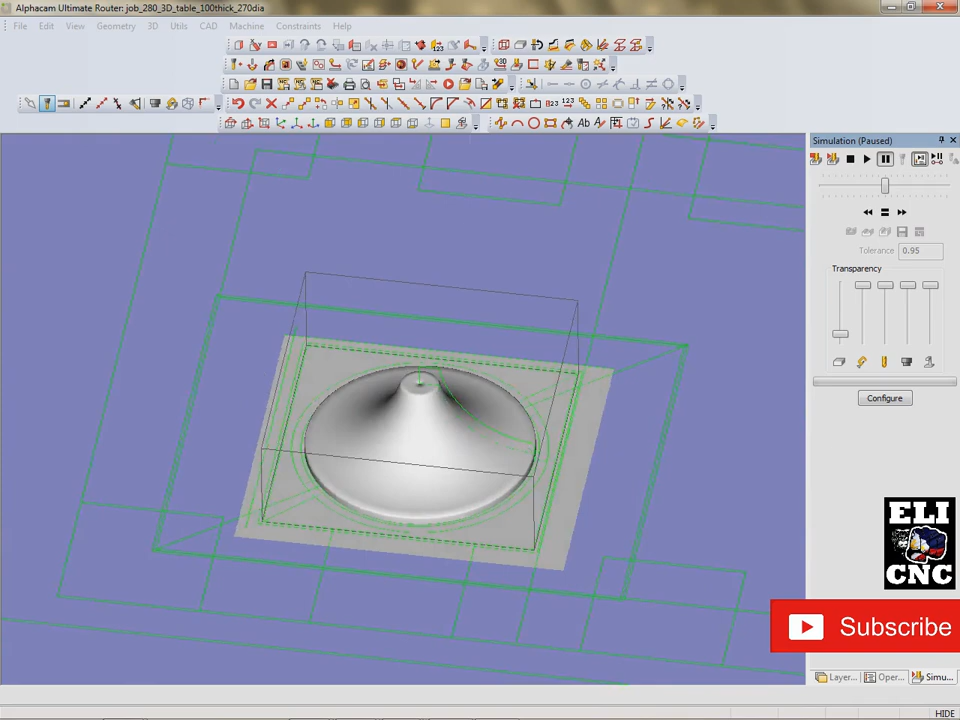 Alphacam Ultimate Router: job_280_3D_table_100thick_270dia
File Edit View Geometry 3D Utils CAD Machine Constraints Help
Simulation (Paused)
Tolerance 0.95
Transparency
Configure
ELI
CNC
Subscribe
Layer... Oper... Simu...
HIDE